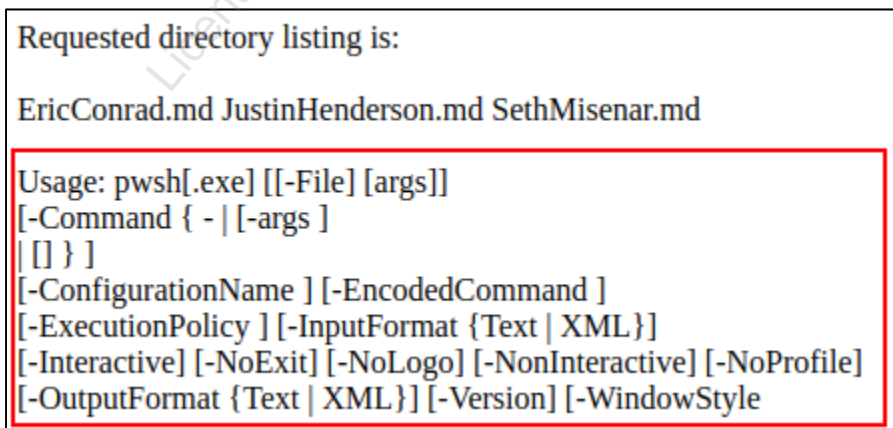 Requested directory listing is:
EricConrad.md JustinHenderson.md SethMisenar.md
Usage: pwsh[.exe] [[-File] [args]]
[-Command { - | [-args ]
| [] } ]
[-ConfigurationName ] [-EncodedCommand ]
[-ExecutionPolicy ] [-InputFormat {Text | XML}]
[-Interactive] [-NoExit] [-NoLogo] [-NonInteractive] [-NoProfile]
[-OutputFormat {Text | XML}] [-Version] [-WindowStyle